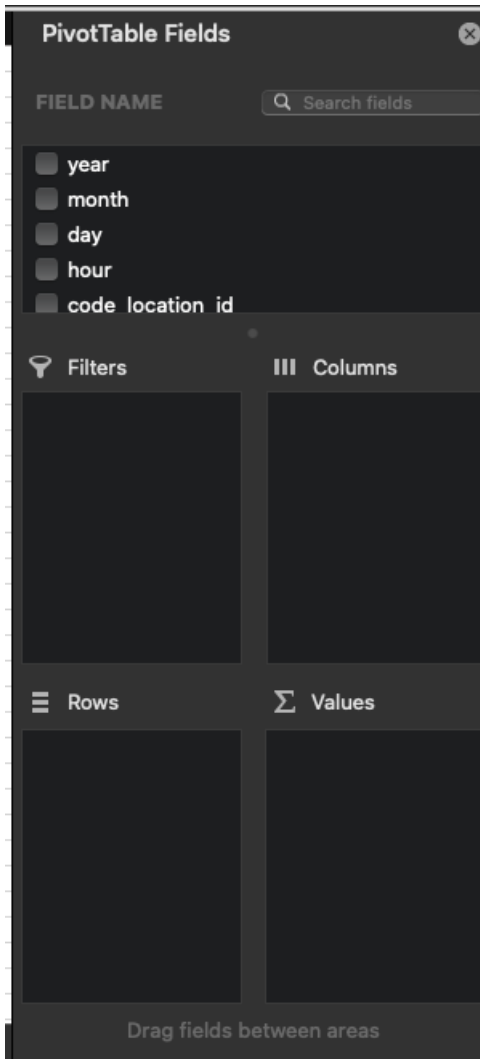 PivotTable Fields
FIELD NAME
Search fields
year
month
day
hour
code_location_id
Filters
Columns
Rows
Values
Drag fields between areas